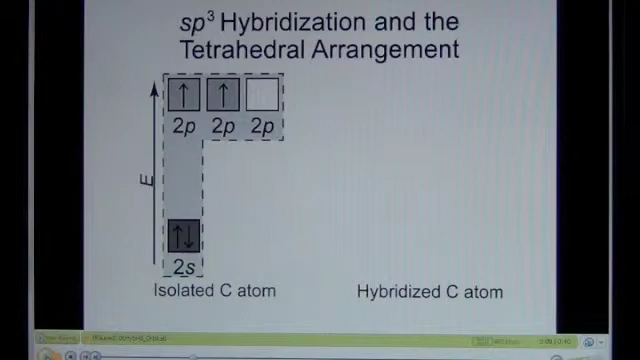 sp³ Hybridization and the
Tetrahedral Arrangement
2p 2p 2p
E
2s
Isolated C atom
Hybridized C atom